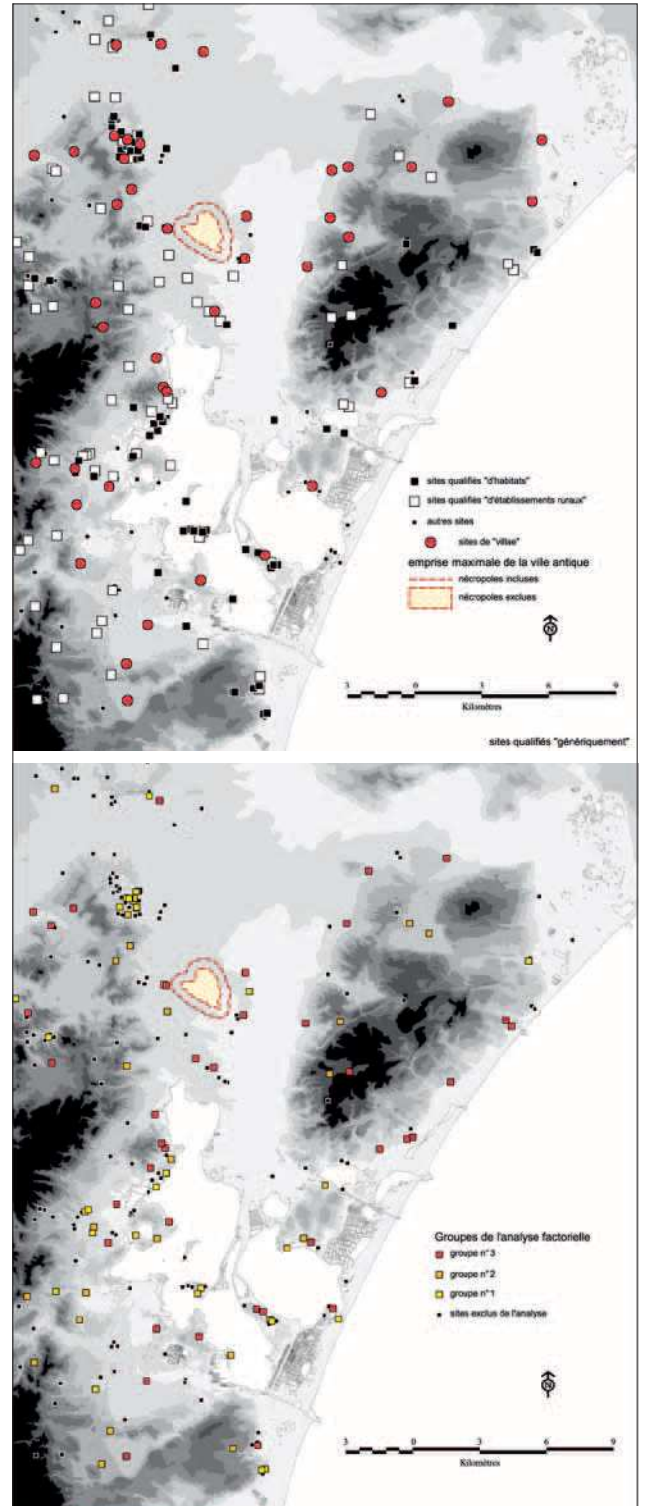 sites qualifiés "d'habitats"
sites qualifiés "d'établissements ruraux"
autres sites
sites de "villae"
emprise maximale de la ville antique
nécropoles incluses
nécropoles exclues
N
3 0 3 6 9
Kilomètres
sites qualifiés "génériquement"
Groupes de l'analyse factorielle
groupe n°3
groupe n°2
groupe n°1
sites exclus de l'analyse
N
3 0 3 6 9
Kilomètres